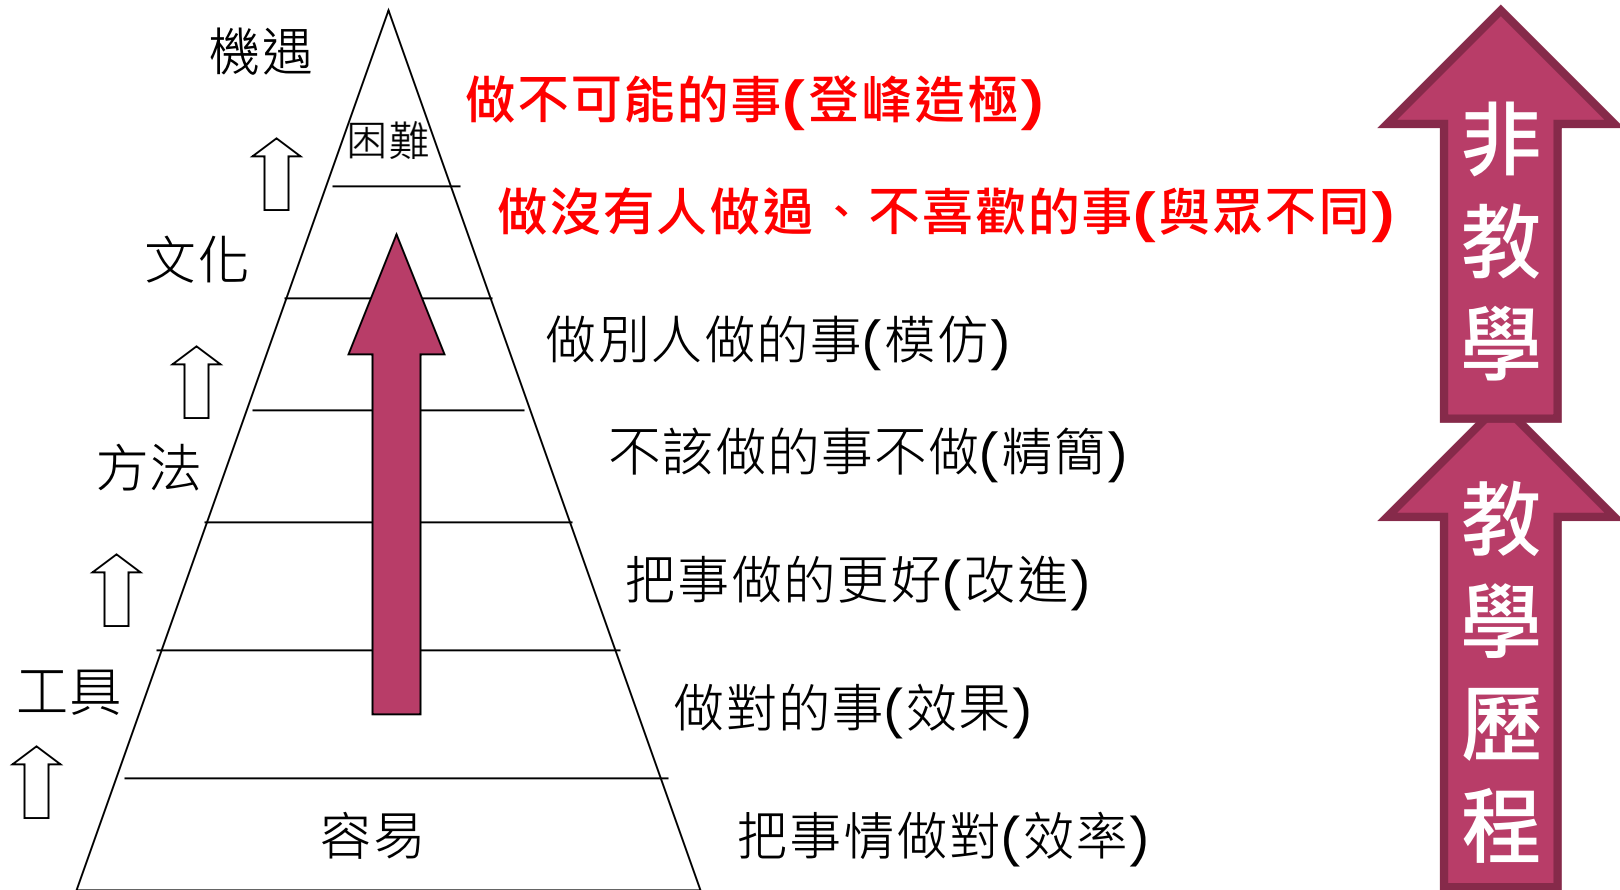 機遇
做不可能的事(登峰造極)
困難
做沒有人做過、不喜歡的事(與眾不同)
文化
做別人做的事(模仿)
不該做的事不做(精簡)
方法
把事做的更好(改進)
工具
做對的事(效果)
容易
把事情做對(效率)
非教學
教學歷程